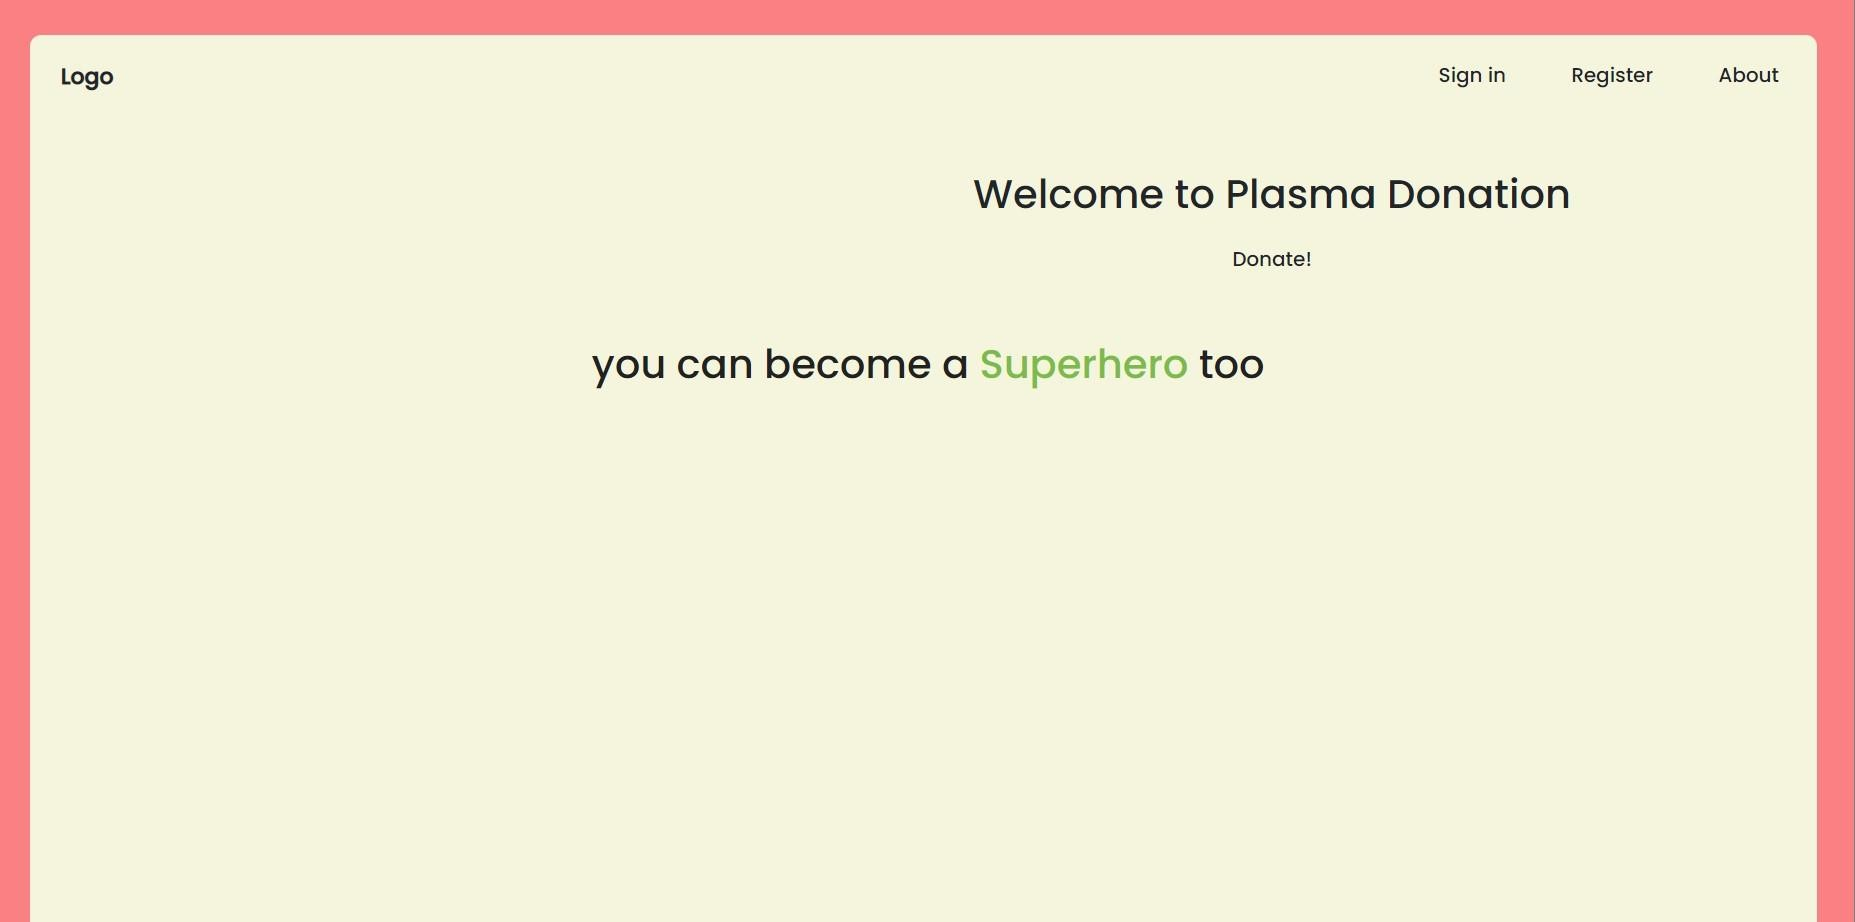 Logo
Sign in
Register
About
Welcome to Plasma Donation
Donate!
you can become a Superhero too